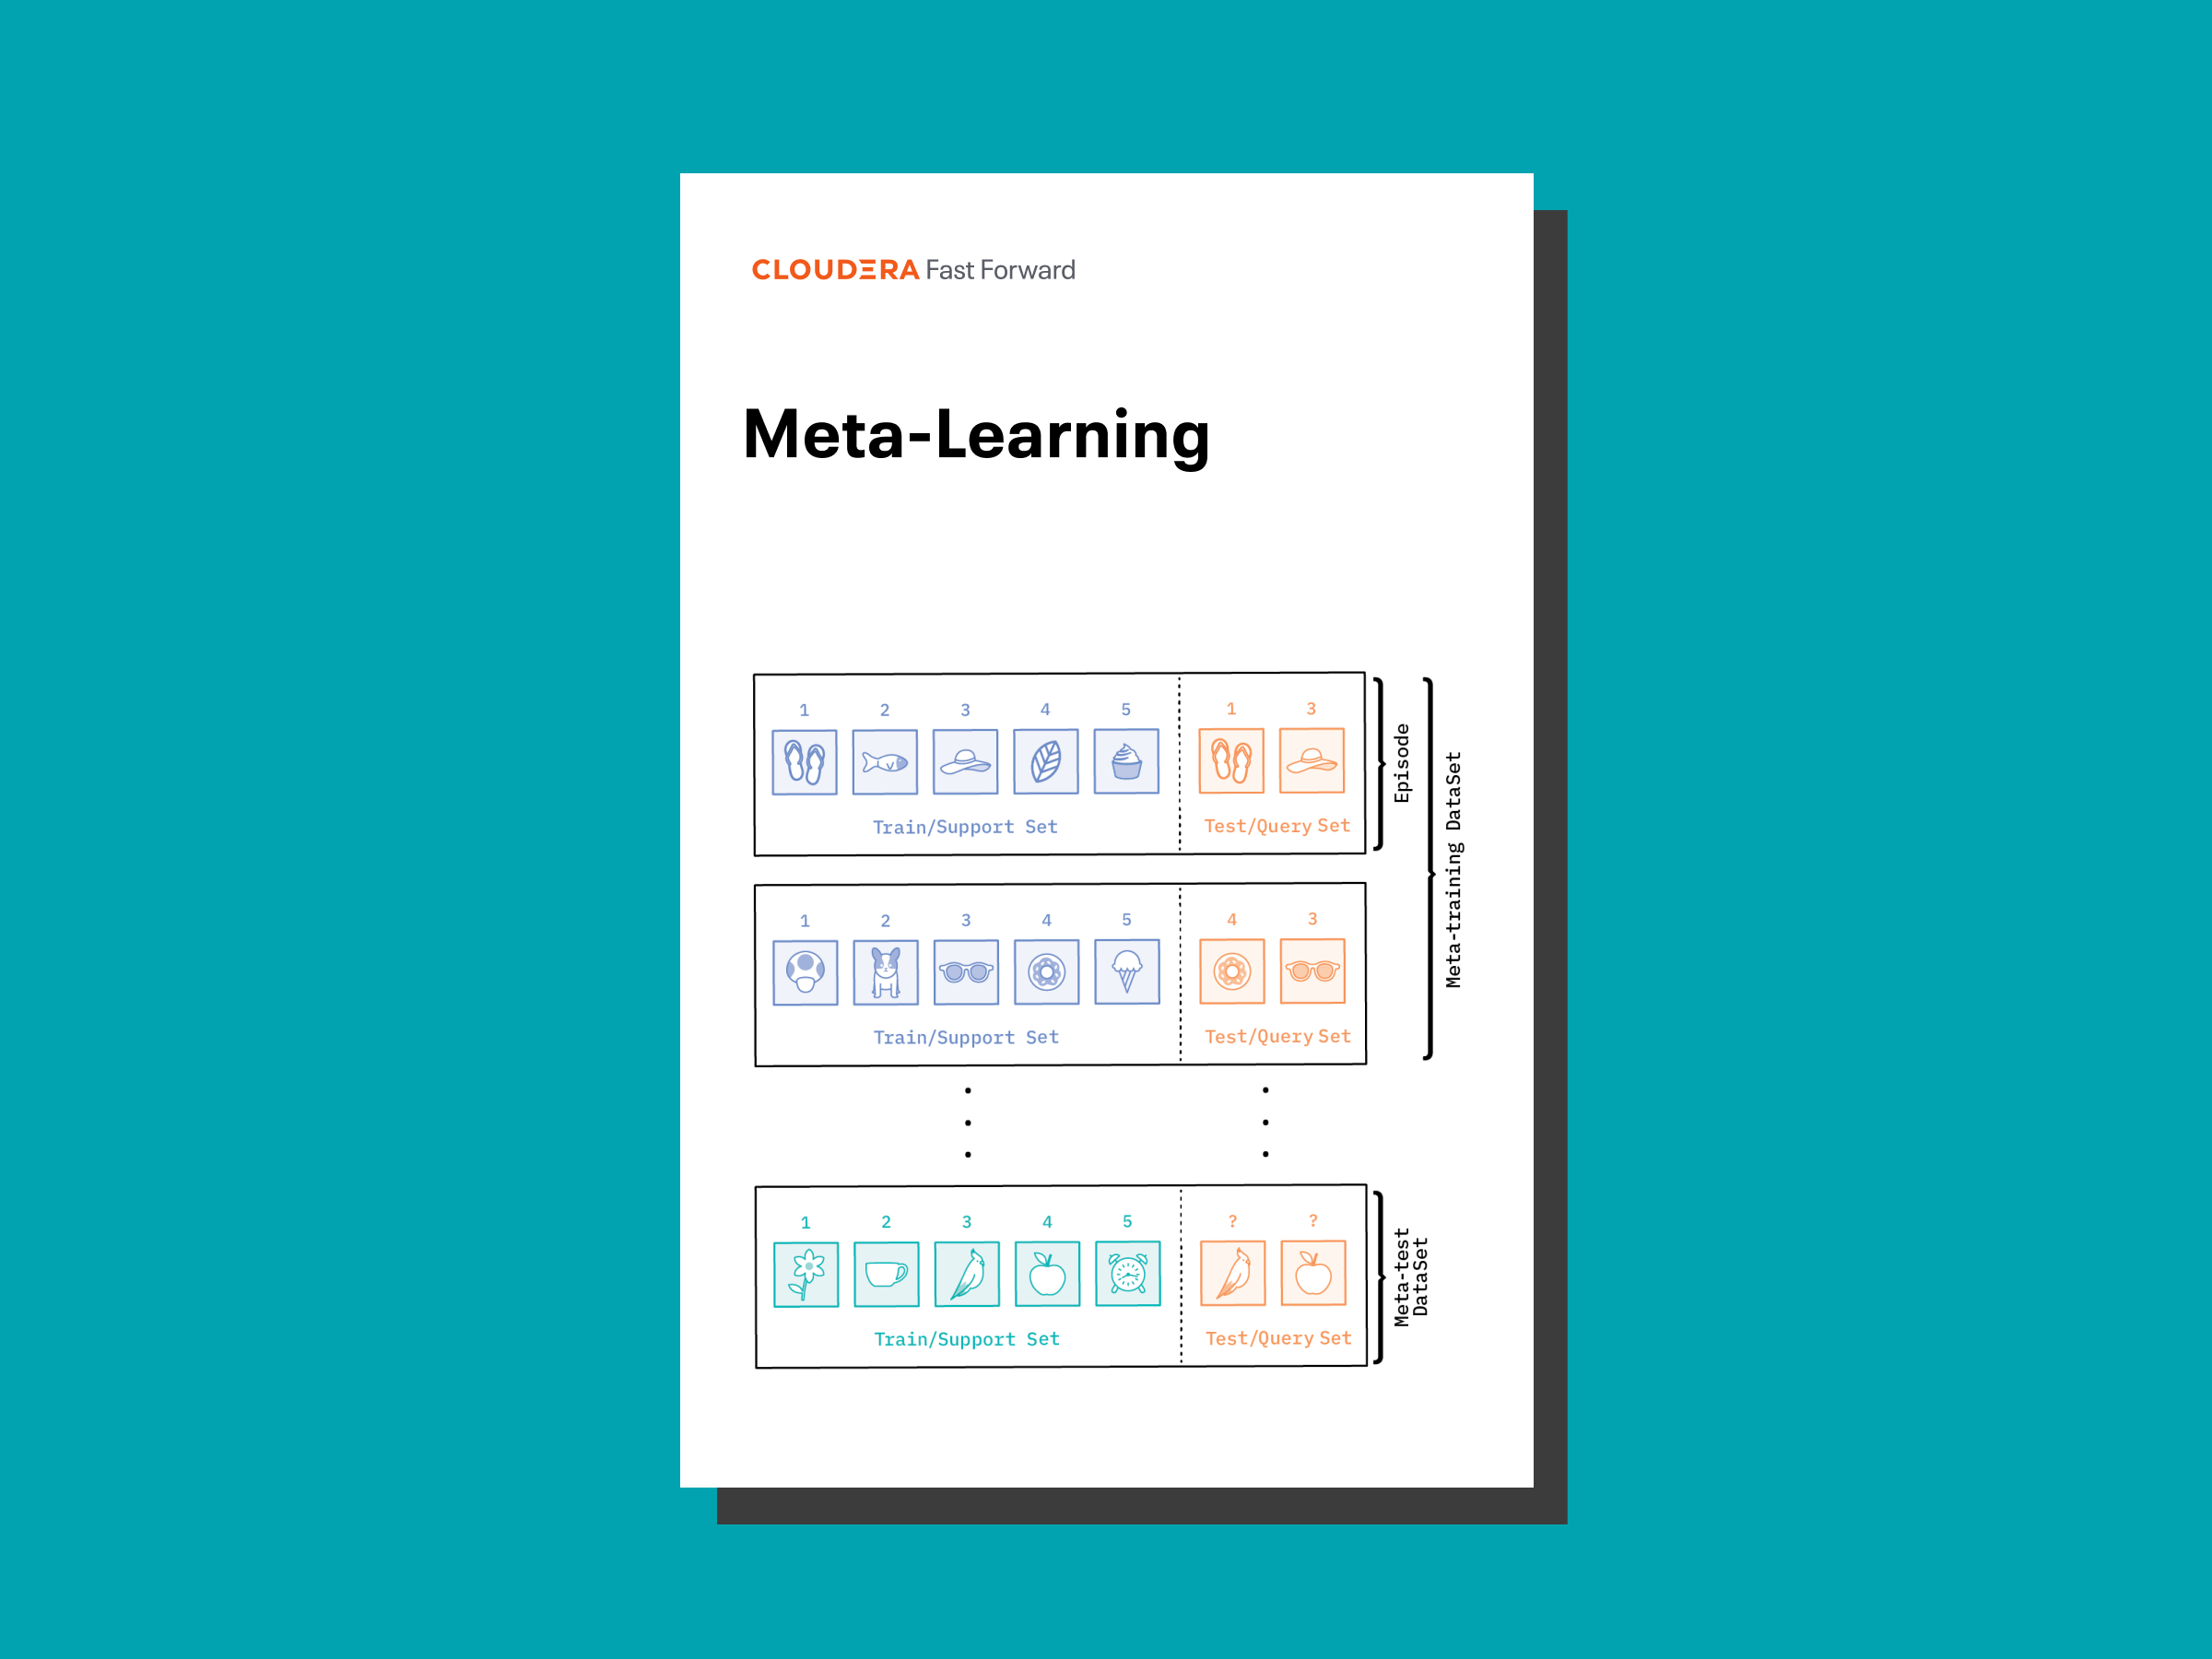 CLOUDERA Fast Forward
Meta-Learning
1 2 3 4 5 1 3
Train/Support Set Test/Query Set
Episode
Meta-training DataSet
1 2 3 4 5 4 3
Train/Support Set Test/Query Set
1 2 3 4 5 ? ?
Train/Support Set Test/Query Set
Meta-test
DataSet